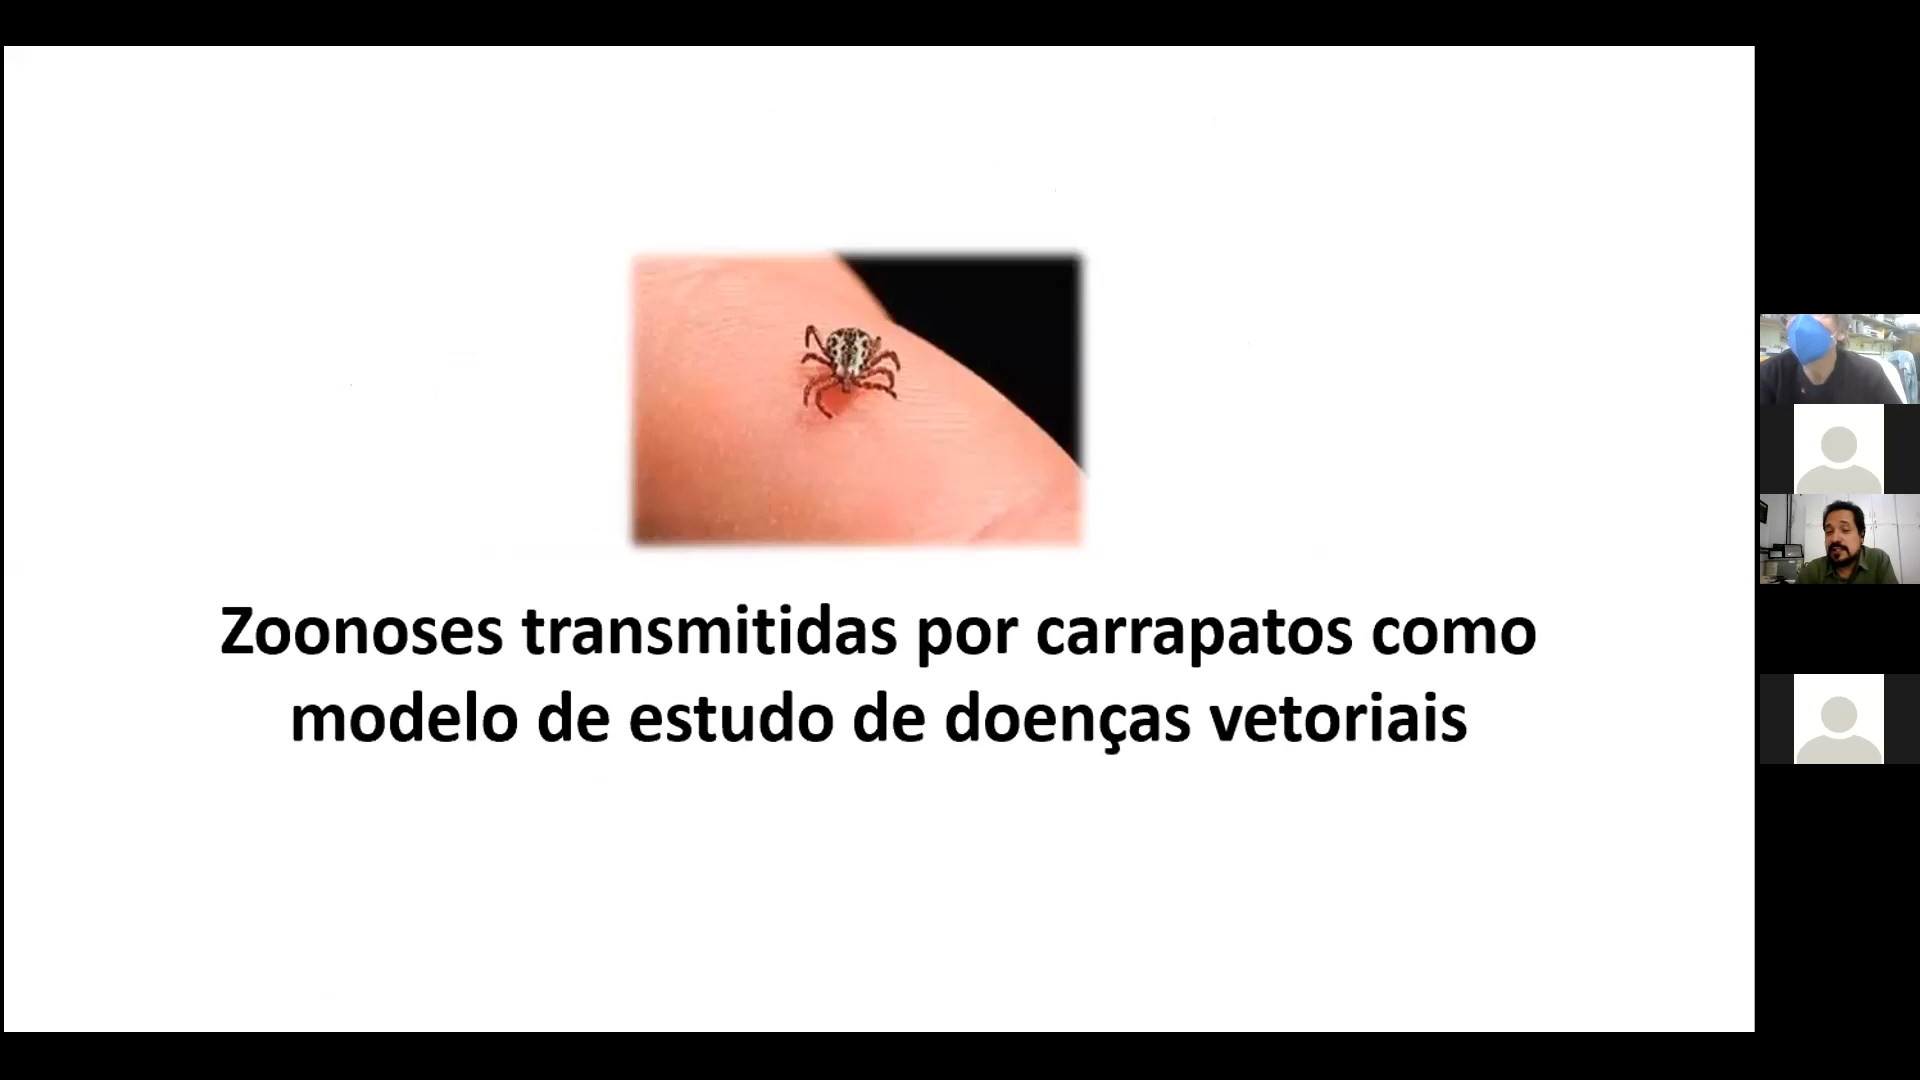 Zoonoses transmitidas por carrapatos como
modelo de estudo de doenças vetoriais